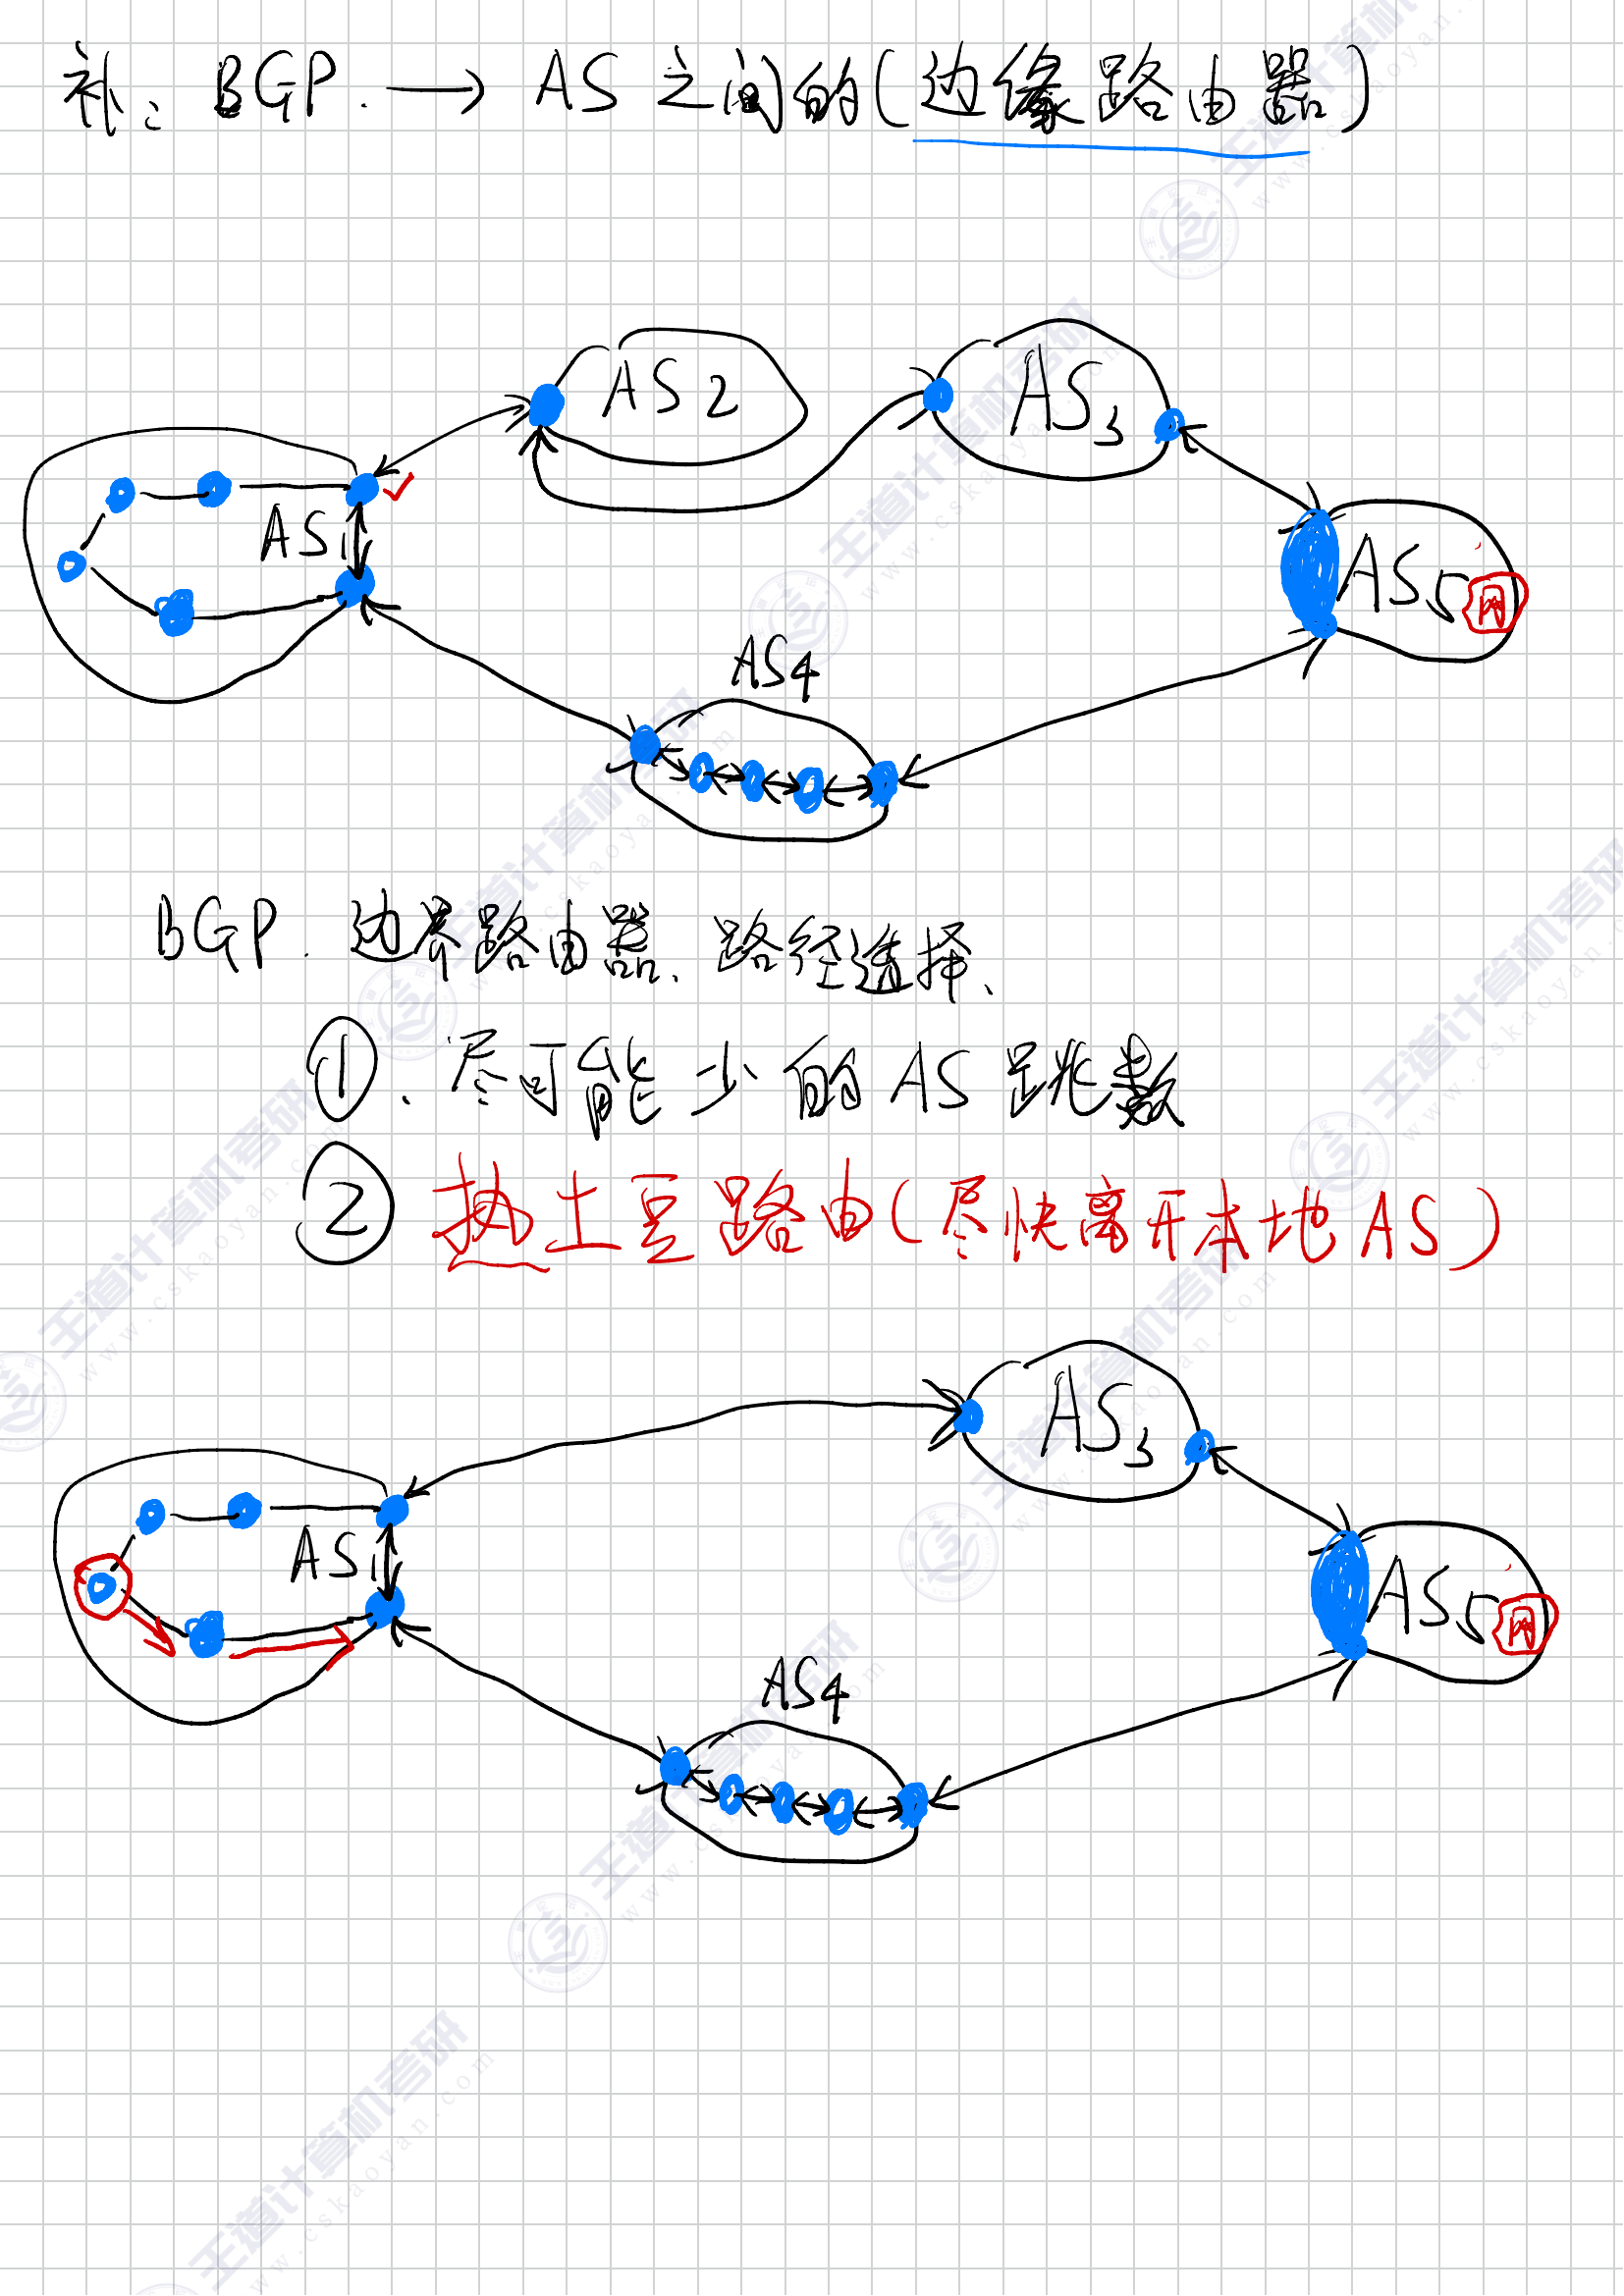 补：BGP. → AS 之间的(边缘路由器)
AS2
AS3
AS1
AS5
网
AS4
BGP. 边界路由器、路径选择、
①、尽可能少的 AS 跳数
② 热土豆路由(尽快离开本地AS)
AS3
AS1
AS5
网
AS4
王道计算机考研
www.cskaoyan.com